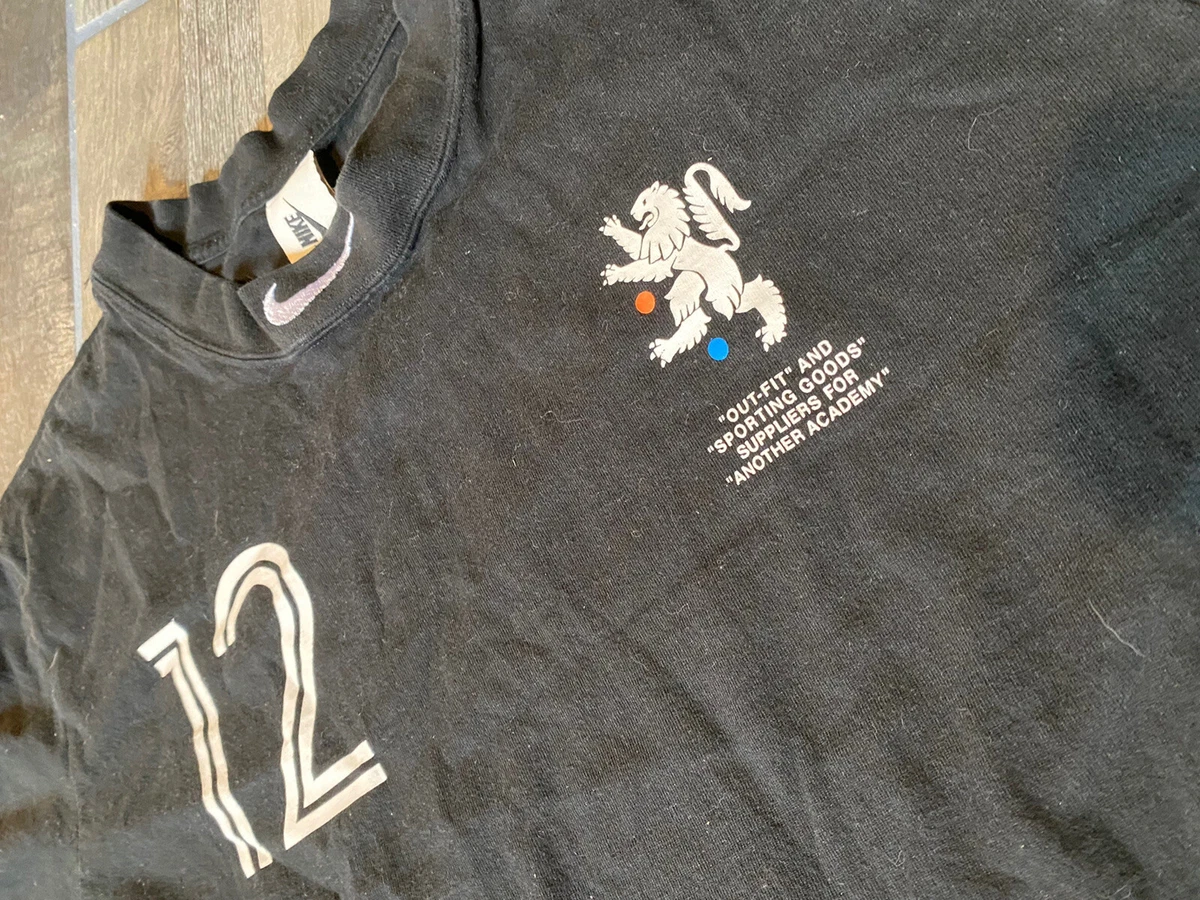 NIKE
"OUT-FIT" AND
"SPORTING GOODS"
SUPPLIERS FOR
"ANOTHER ACADEMY"
12